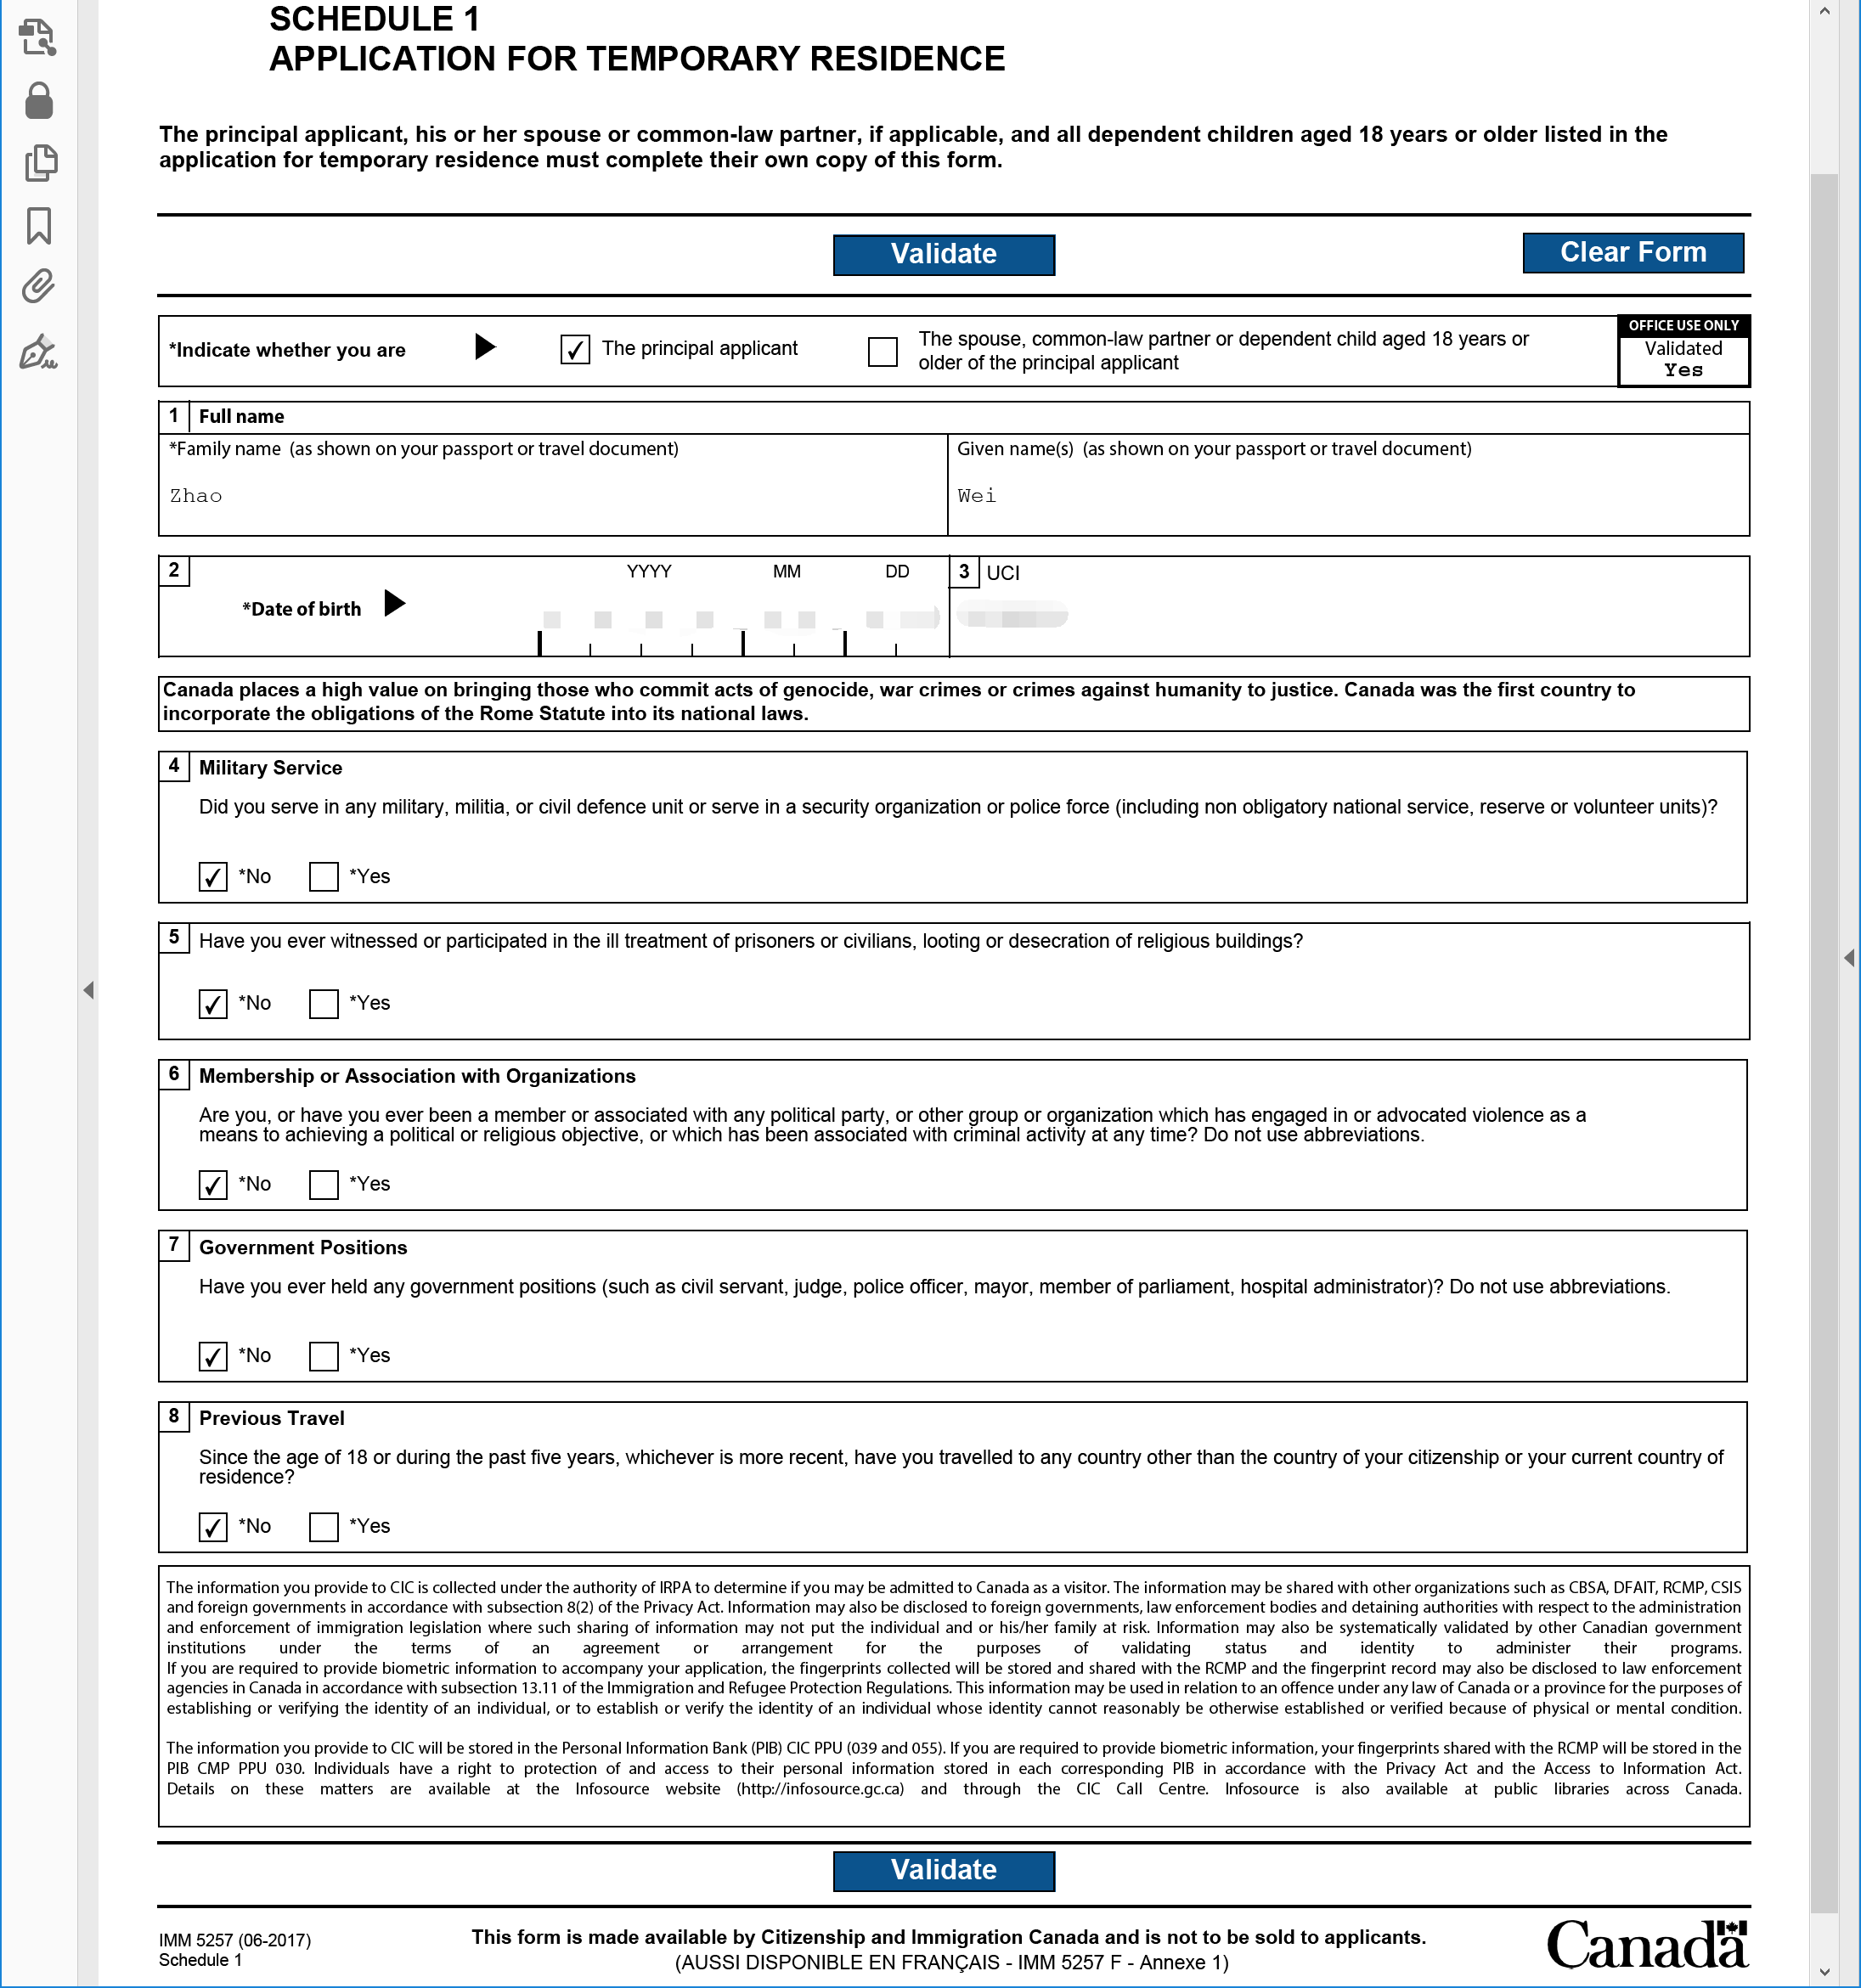 SCHEDULE 1
APPLICATION FOR TEMPORARY RESIDENCE
The principal applicant, his or her spouse or common-law partner, if applicable, and all dependent children aged 18 years or older listed in the
application for temporary residence must complete their own copy of this form.
Validate
Clear Form
*Indicate whether you are
The principal applicant
The spouse, common-law partner or dependent child aged 18 years or
older of the principal applicant
OFFICE USE ONLY
Validated
Yes
1 Full name
*Family name (as shown on your passport or travel document)
Given name(s) (as shown on your passport or travel document)
Zhao
Wei
2
YYYY MM DD
*Date of birth
3 UCI
Canada places a high value on bringing those who commit acts of genocide, war crimes or crimes against humanity to justice. Canada was the first country to
incorporate the obligations of the Rome Statute into its national laws.
4 Military Service
Did you serve in any military, militia, or civil defence unit or serve in a security organization or police force (including non obligatory national service, reserve or volunteer units)?
*No *Yes
5 Have you ever witnessed or participated in the ill treatment of prisoners or civilians, looting or desecration of religious buildings?
*No *Yes
6 Membership or Association with Organizations
Are you, or have you ever been a member or associated with any political party, or other group or organization which has engaged in or advocated violence as a
means to achieving a political or religious objective, or which has been associated with criminal activity at any time? Do not use abbreviations.
*No *Yes
7 Government Positions
Have you ever held any government positions (such as civil servant, judge, police officer, mayor, member of parliament, hospital administrator)? Do not use abbreviations.
*No *Yes
8 Previous Travel
Since the age of 18 or during the past five years, whichever is more recent, have you travelled to any country other than the country of your citizenship or your current country of
residence?
*No *Yes
The information you provide to CIC is collected under the authority of IRPA to determine if you may be admitted to Canada as a visitor. The information may be shared with other organizations such as CBSA, DFAIT, RCMP, CSIS
and foreign governments in accordance with subsection 8(2) of the Privacy Act. Information may also be disclosed to foreign governments, law enforcement bodies and detaining authorities with respect to the administration
and enforcement of immigration legislation where such sharing of information may not put the individual and or his/her family at risk. Information may also be systematically validated by other Canadian government
institutions under the terms of an agreement or arrangement for the purposes of validating status and identity to administer their programs.
If you are required to provide biometric information to accompany your application, the fingerprints collected will be stored and shared with the RCMP and the fingerprint record may also be disclosed to law enforcement
agencies in Canada in accordance with subsection 13.11 of the Immigration and Refugee Protection Regulations. This information may be used in relation to an offence under any law of Canada or a province for the purposes of
establishing or verifying the identity of an individual, or to establish or verify the identity of an individual whose identity cannot reasonably be otherwise established or verified because of physical or mental condition.
The information you provide to CIC will be stored in the Personal Information Bank (PIB) CIC PPU (039 and 055). If you are required to provide biometric information, your fingerprints shared with the RCMP will be stored in the
PIB CMP PPU 030. Individuals have a right to protection of and access to their personal information stored in each corresponding PIB in accordance with the Privacy Act and the Access to Information Act.
Details on these matters are available at the Infosource website (http://infosource.gc.ca) and through the CIC Call Centre. Infosource is also available at public libraries across Canada.
Validate
IMM 5257 (06-2017)
Schedule 1
This form is made available by Citizenship and Immigration Canada and is not to be sold to applicants.
(AUSSI DISPONIBLE EN FRANÇAIS - IMM 5257 F - Annexe 1)
Canada